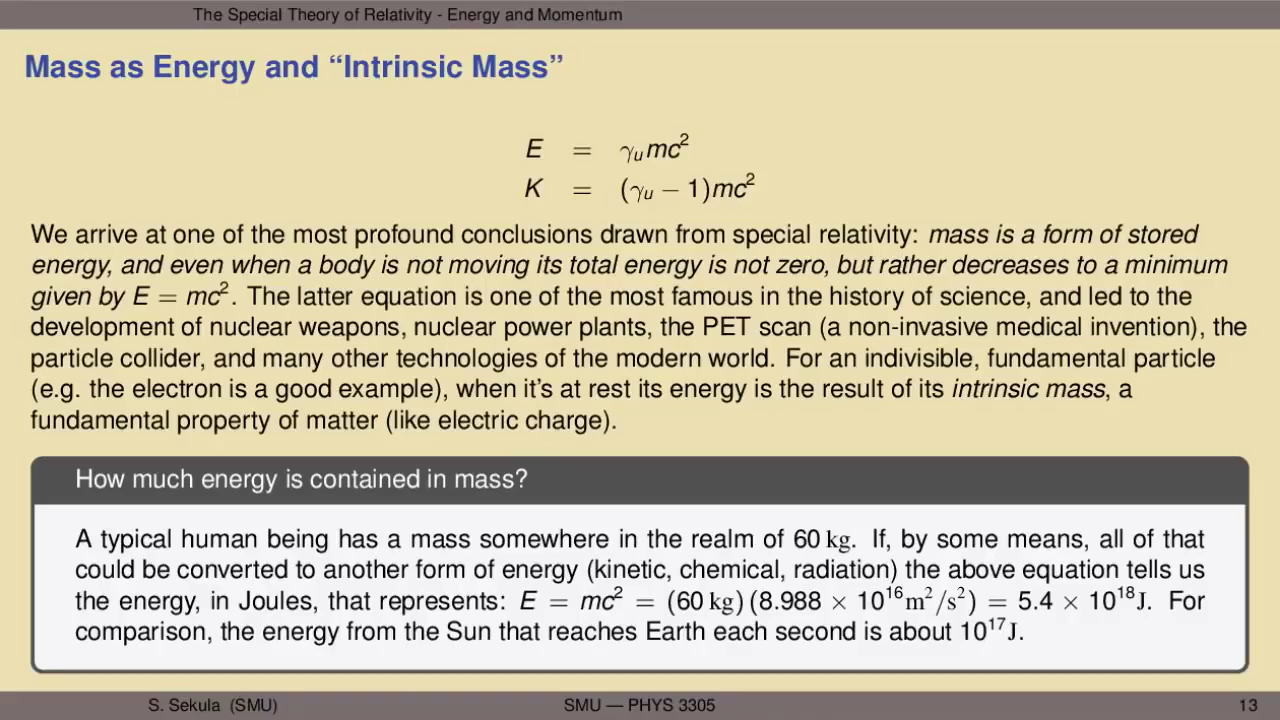 The Special Theory of Relativity - Energy and Momentum
Mass as Energy and “Intrinsic Mass”
E = γᵤmc²
K = (γᵤ − 1)mc²
We arrive at one of the most profound conclusions drawn from special relativity: mass is a form of stored
energy, and even when a body is not moving its total energy is not zero, but rather decreases to a minimum
given by E = mc². The latter equation is one of the most famous in the history of science, and led to the
development of nuclear weapons, nuclear power plants, the PET scan (a non-invasive medical invention), the
particle collider, and many other technologies of the modern world. For an indivisible, fundamental particle
(e.g. the electron is a good example), when it’s at rest its energy is the result of its intrinsic mass, a
fundamental property of matter (like electric charge).
How much energy is contained in mass?
A typical human being has a mass somewhere in the realm of 60 kg. If, by some means, all of that
could be converted to another form of energy (kinetic, chemical, radiation) the above equation tells us
the energy, in Joules, that represents: E = mc² = (60 kg)(8.988 × 10¹⁶m²/s²) = 5.4 × 10¹⁸J. For
comparison, the energy from the Sun that reaches Earth each second is about 10¹⁷J.
S. Sekula (SMU) SMU — PHYS 3305 13